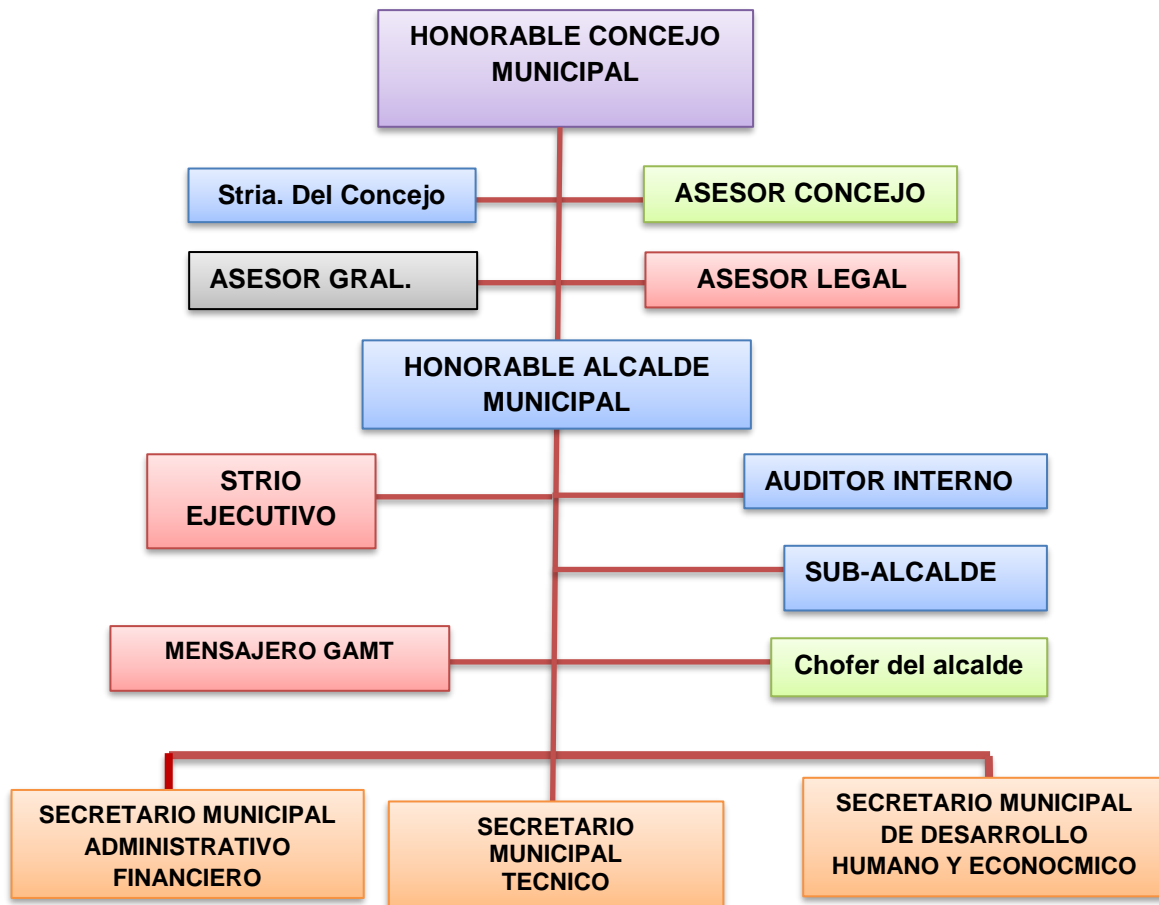 HONORABLE CONCEJO
MUNICIPAL
Stria. Del Concejo
ASESOR CONCEJO
ASESOR GRAL.
ASESOR LEGAL
HONORABLE ALCALDE
MUNICIPAL
STRIO
EJECUTIVO
AUDITOR INTERNO
SUB-ALCALDE
MENSAJERO GAMT
Chofer del alcalde
SECRETARIO MUNICIPAL
ADMINISTRATIVO
FINANCIERO
SECRETARIO
MUNICIPAL
TECNICO
SECRETARIO MUNICIPAL
DE DESARROLLO
HUMANO Y ECONOCMICO